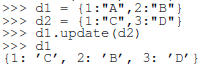 >>> d1 = {1:"A",2:"B"}
>>> d2 = {1:"C",3:"D"}
>>> d1.update(d2)
>>> d1
{1: 'C', 2: 'B', 3: 'D'}